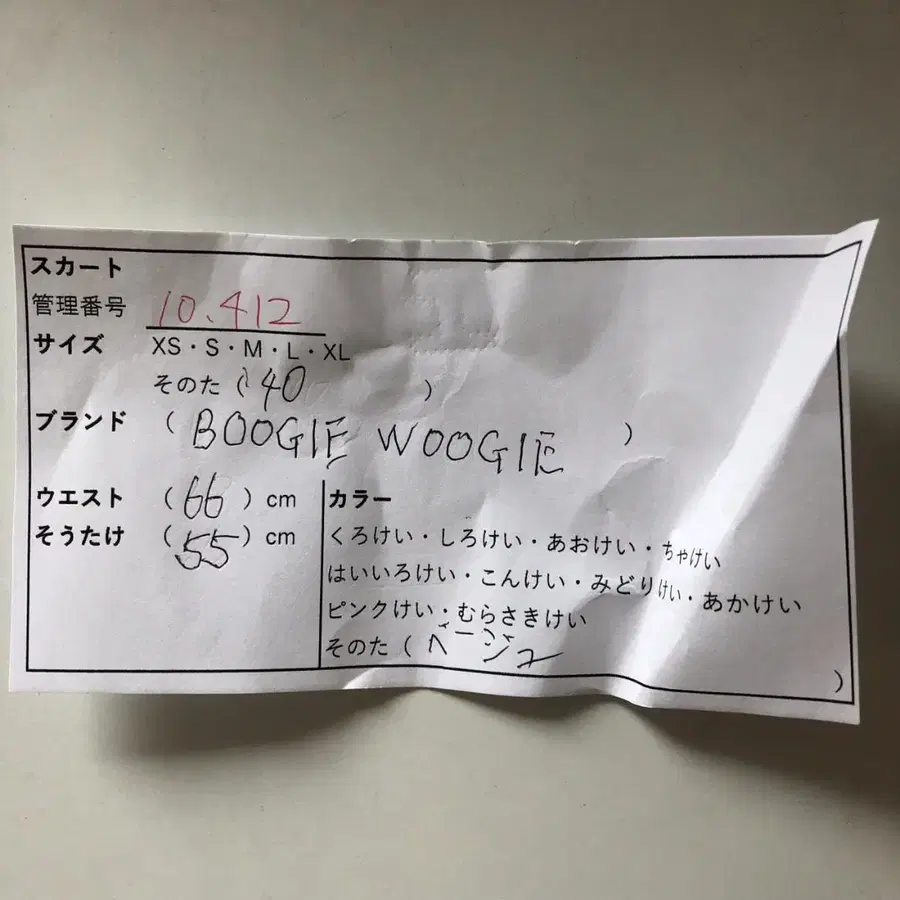 スカート
管理番号 10.412
サイズ XS・S・M・L・XL
そのた（40）
ブランド（BOOGIE WOOGIE）
ウエスト（66）cm
そうたけ（55）cm
カラー
くろけい・しろけい・あおけい・ちゃけい
はいいろけい・こんけい・みどりけい・あかけい
ピンクけい・むらさきけい
そのた（ベージュ）